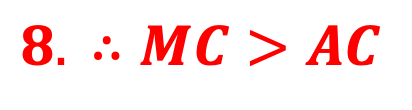 8. ∴ MC > AC